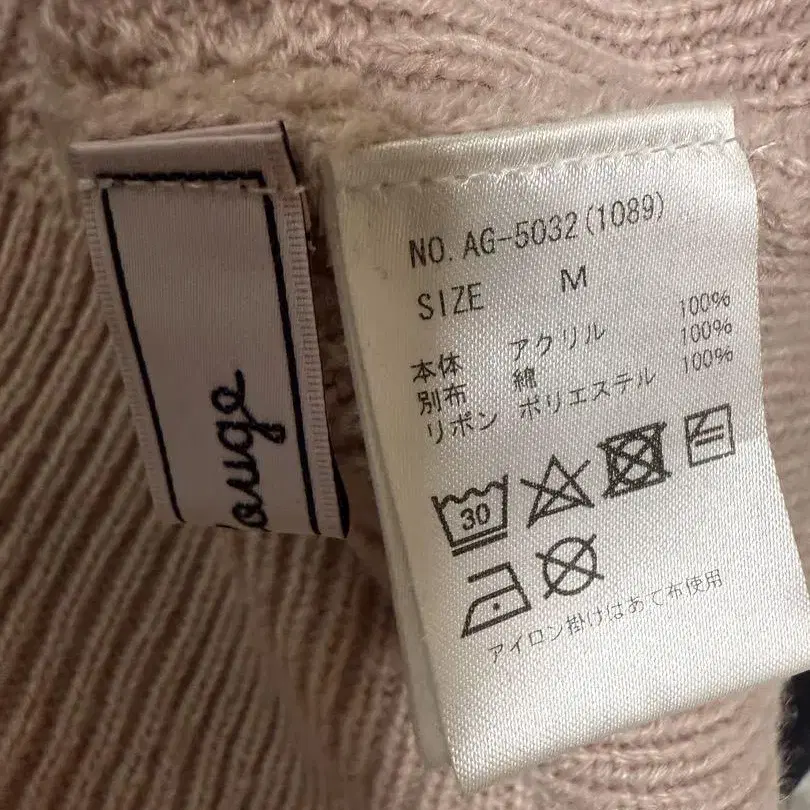 NO. AG-5032(1089)
SIZE M
本体 アクリル 100%
別布 綿 100%
リボン ポリエステル 100%
30
アイロン掛けはあて布使用